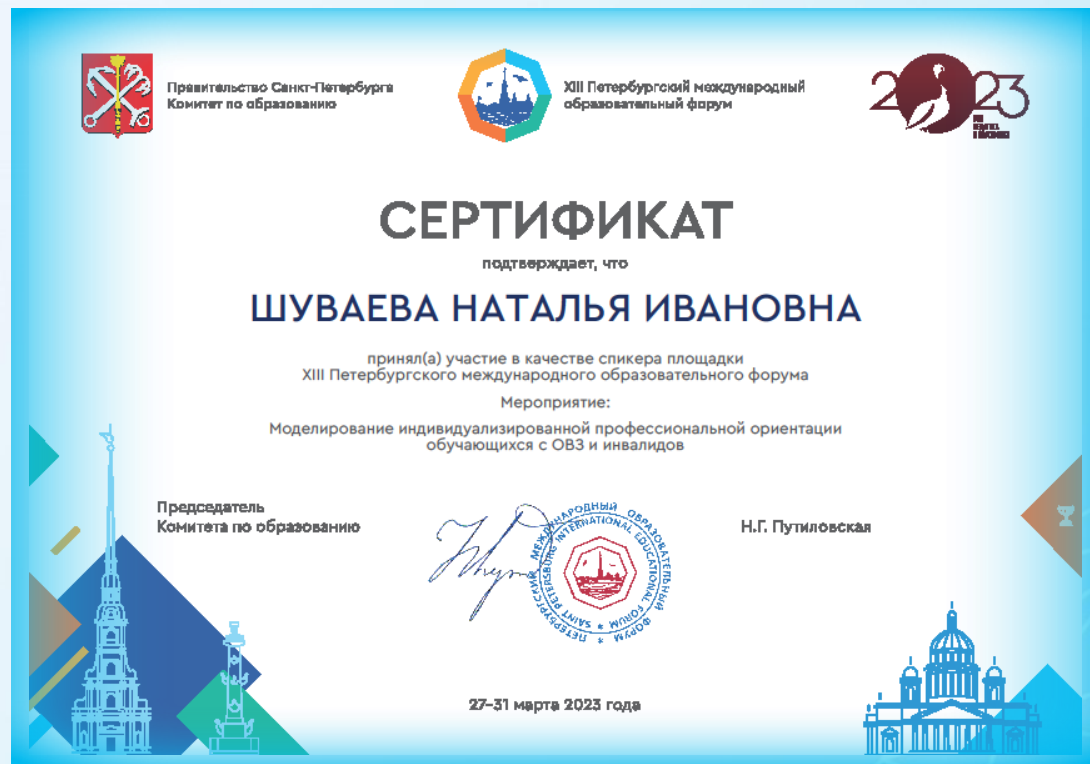 Правительство Санкт-Петербурга
Комитет по образованию
XIII Петербургский международный
образовательный форум
2023
СЕРТИФИКАТ
подтверждает, что
ШУВАЕВА НАТАЛЬЯ ИВАНОВНА
принял(а) участие в качестве спикера площадки
XIII Петербургского международного образовательного форума
Мероприятие:
Моделирование индивидуализированной профессиональной ориентации
обучающихся с ОВЗ и инвалидов
Председатель
Комитета по образованию
ПЕТЕРБУРГСКИЙ МЕЖДУНАРОДНЫЙ ОБРАЗОВАТЕЛЬНЫЙ ФОРУМ *
SAINT PETERSBURG INTERNATIONAL EDUCATIONAL FORUM *
Н.Г. Путиловская
27-31 марта 2023 года